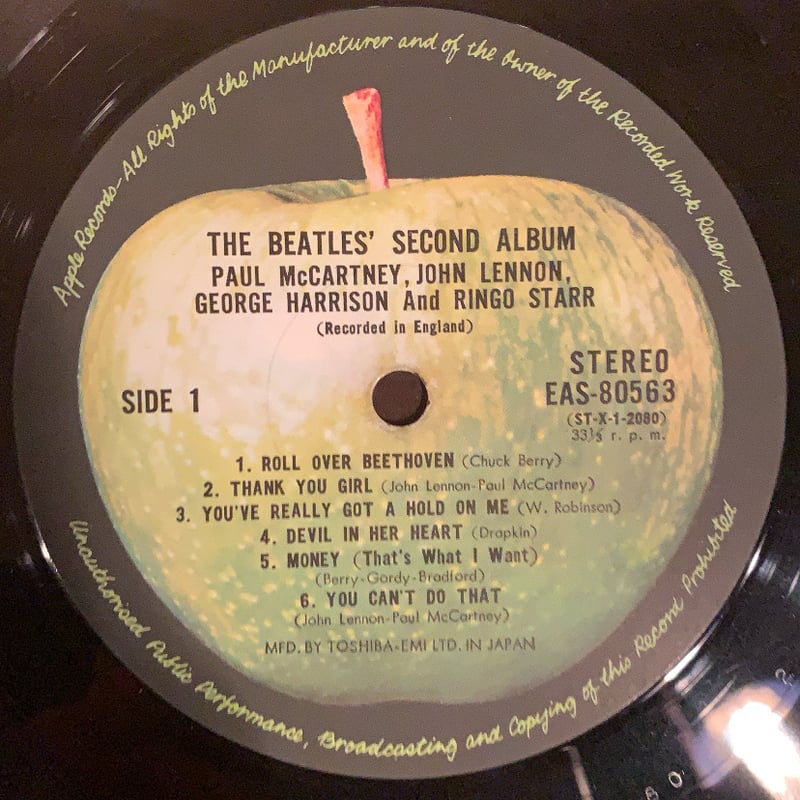 Apple Records—All Rights of the Manufacturer and of the Owner of the Recorded Work Reserved
THE BEATLES' SECOND ALBUM
PAUL McCARTNEY, JOHN LENNON,
GEORGE HARRISON And RINGO STARR
(Recorded in England)
STEREO
SIDE 1
EAS-80563
(ST-X-1-2080)
33⅓ r. p. m.
1. ROLL OVER BEETHOVEN (Chuck Berry)
2. THANK YOU GIRL (John Lennon-Paul McCartney)
3. YOU'VE REALLY GOT A HOLD ON ME (W. Robinson)
4. DEVIL IN HER HEART (Drapkin)
5. MONEY (That's What I Want)
(Berry-Gordy-Bradford)
6. YOU CAN'T DO THAT
(John Lennon-Paul McCartney)
MFD. BY TOSHIBA-EMI LTD. IN JAPAN
Unauthorised Public Performance, Broadcasting and Copying of this Record Prohibited